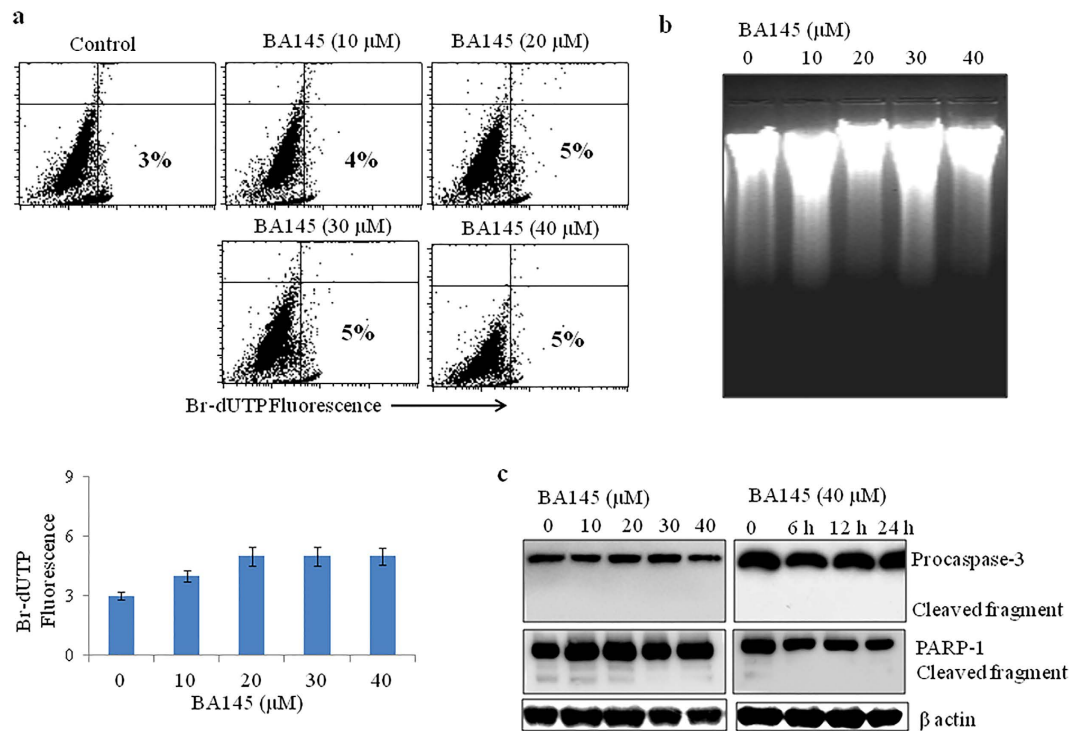 a
Control
BA145 (10 μM)
BA145 (20 μM)
3%
4%
5%
BA145 (30 μM)
BA145 (40 μM)
5%
5%
Br-dUTPFluorescence
b
BA145 (μM)
0 10 20 30 40
Br-dUTP
Fluorescence
9
6
3
0
0 10 20 30 40
BA145 (μM)
c
BA145 (μM)
BA145 (40 μM)
0 10 20 30 40
0 6 h 12 h 24 h
Procaspase-3
Cleaved fragment
PARP-1
Cleaved fragment
β actin